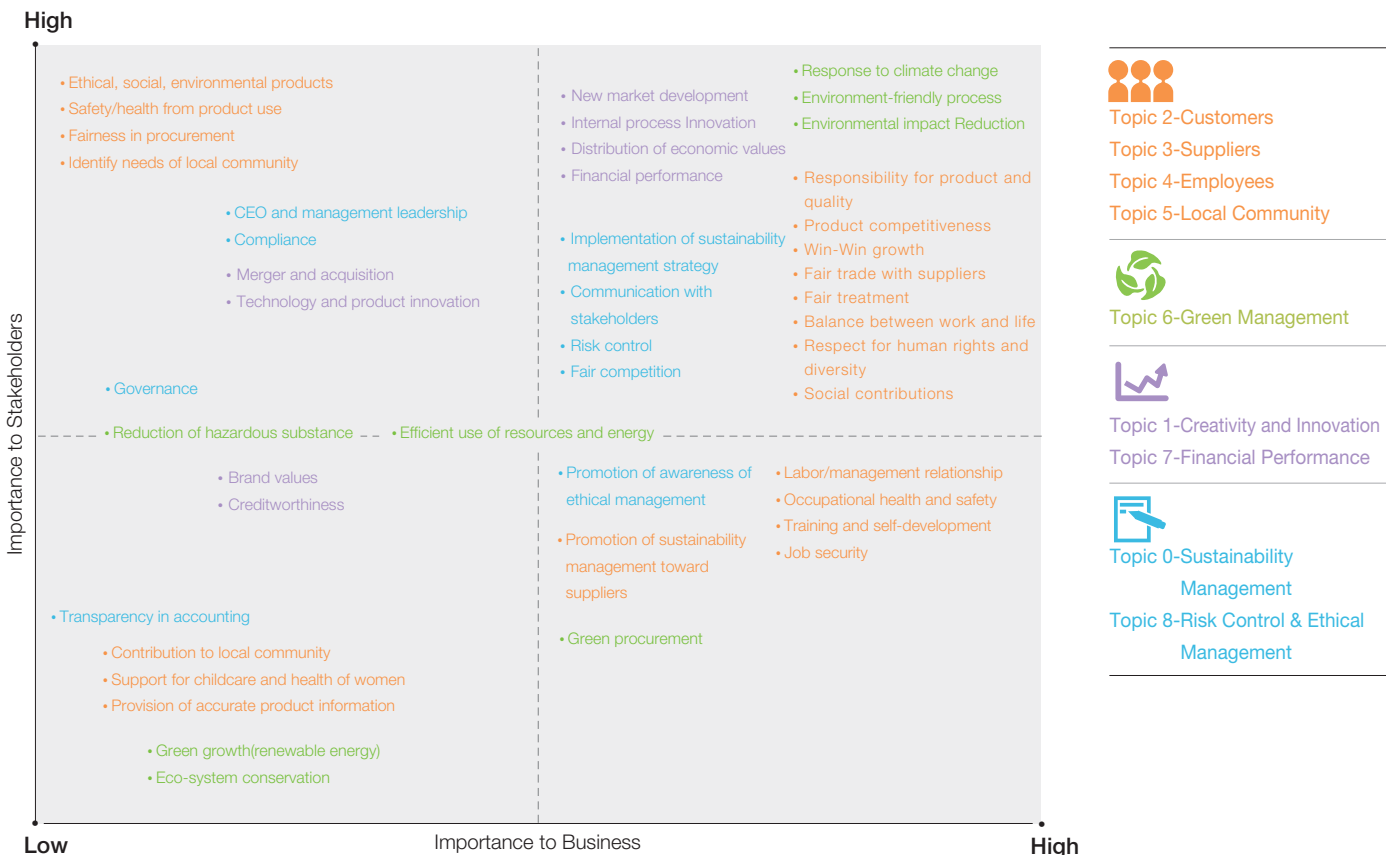 High
• Ethical, social, environmental products
• Safety/health from product use
• Fairness in procurement
• Identify needs of local community
• CEO and management leadership
• Compliance
• Merger and acquisition
• Technology and product innovation
• Governance
• New market development
• Internal process Innovation
• Distribution of economic values
• Financial performance
• Implementation of sustainability
management strategy
• Communication with
stakeholders
• Risk control
• Fair competition
• Response to climate change
• Environment-friendly process
• Environmental impact Reduction
• Responsibility for product and
quality
• Product competitiveness
• Win-Win growth
• Fair trade with suppliers
• Fair treatment
• Balance between work and life
• Respect for human rights and
diversity
• Social contributions
• Reduction of hazardous substance
• Efficient use of resources and energy
• Brand values
• Creditworthiness
• Transparency in accounting
• Contribution to local community
• Support for childcare and health of women
• Provision of accurate product information
• Green growth(renewable energy)
• Eco-system conservation
• Promotion of awareness of
ethical management
• Promotion of sustainability
management toward
suppliers
• Green procurement
• Labor/management relationship
• Occupational health and safety
• Training and self-development
• Job security
Importance to Stakeholders
Low
Importance to Business
High
Topic 2-Customers
Topic 3-Suppliers
Topic 4-Employees
Topic 5-Local Community
Topic 6-Green Management
Topic 1-Creativity and Innovation
Topic 7-Financial Performance
Topic 0-Sustainability
Management
Topic 8-Risk Control & Ethical
Management